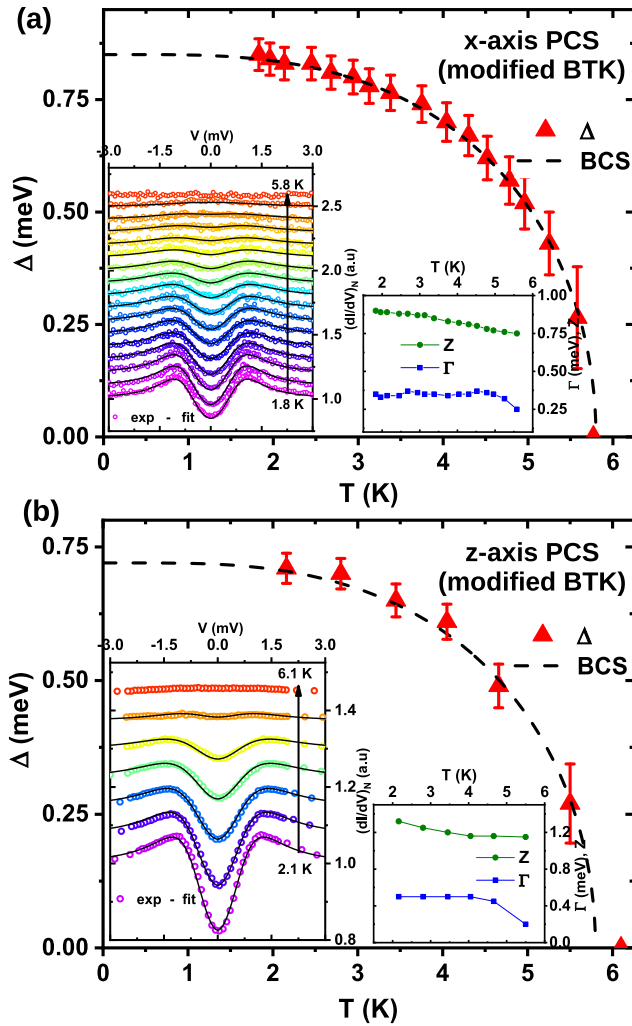 (a)
x-axis PCS
(modified BTK)
Δ
BCS
Δ (meV)
0.75
0.50
0.25
0.00
0 1 2 3 4 5 6
T (K)
V (mV)
-3.0 -1.5 0.0 1.5 3.0
5.8 K
1.8 K
exp - fit
2.5
2.0
1.5
1.0
(dI/dV)N (a.u)
T (K)
2 3 4 5 6
Z
Γ
1.00
0.75
0.50
0.25
Γ (meV), Z
(b)
z-axis PCS
(modified BTK)
Δ
BCS
Δ (meV)
0.75
0.50
0.25
0.00
0 1 2 3 4 5 6
T (K)
V (mV)
-3.0 -1.5 0.0 1.5 3.0
6.1 K
2.1 K
exp - fit
1.4
1.2
1.0
0.8
(dI/dV)N (a.u)
T (K)
2 3 4 5 6
Z
Γ
1.2
0.8
0.4
0.0
Γ (meV), Z